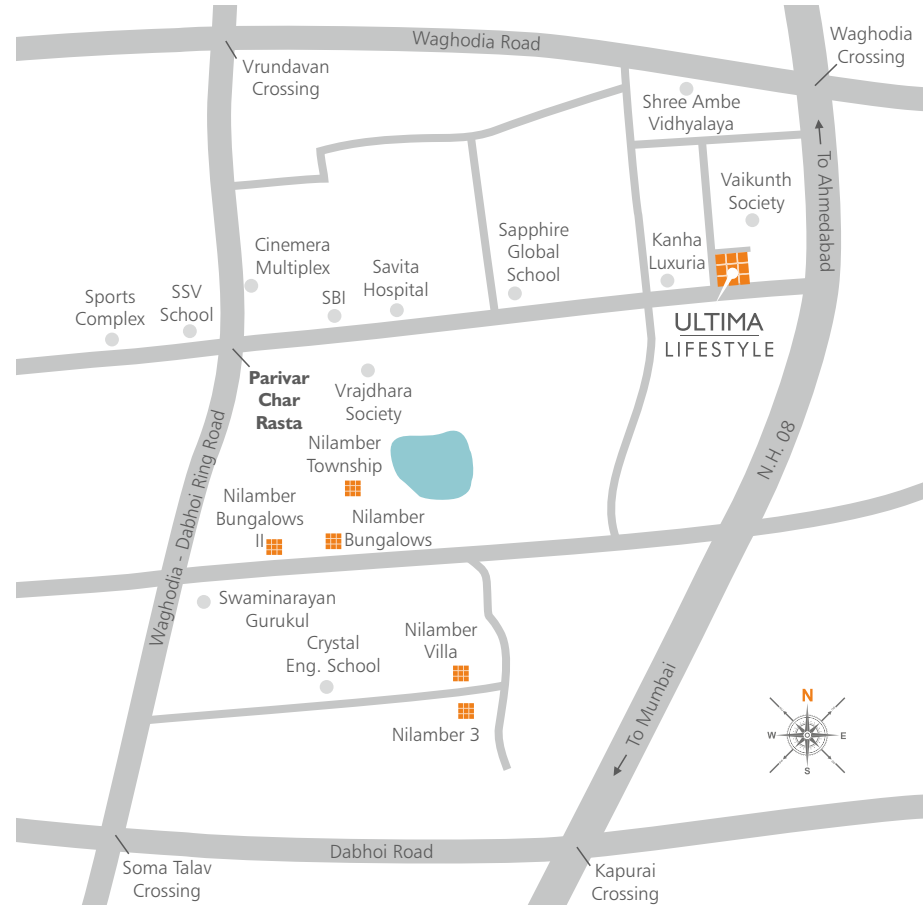 Waghodia Road
Waghodia
Crossing
Vrundavan
Crossing
Shree Ambe
Vidhyalaya
To Ahmedabad
Vaikunth
Society
Sapphire
Global
School
Kanha
Luxuria
Cinemera
Multiplex
Savita
Hospital
SBI
SSV
School
Sports
Complex
ULTIMA
LIFESTYLE
Parivar
Char
Rasta
Vrajdhara
Society
Nilamber
Township
N.H. 08
Waghodia - Dabhoi Ring Road
Nilamber
Bungalows
II
Nilamber
Bungalows
Swaminarayan
Gurukul
Crystal
Eng. School
Nilamber
Villa
Nilamber 3
To Mumbai
N
W
E
S
Dabhoi Road
Soma Talav
Crossing
Kapurai
Crossing